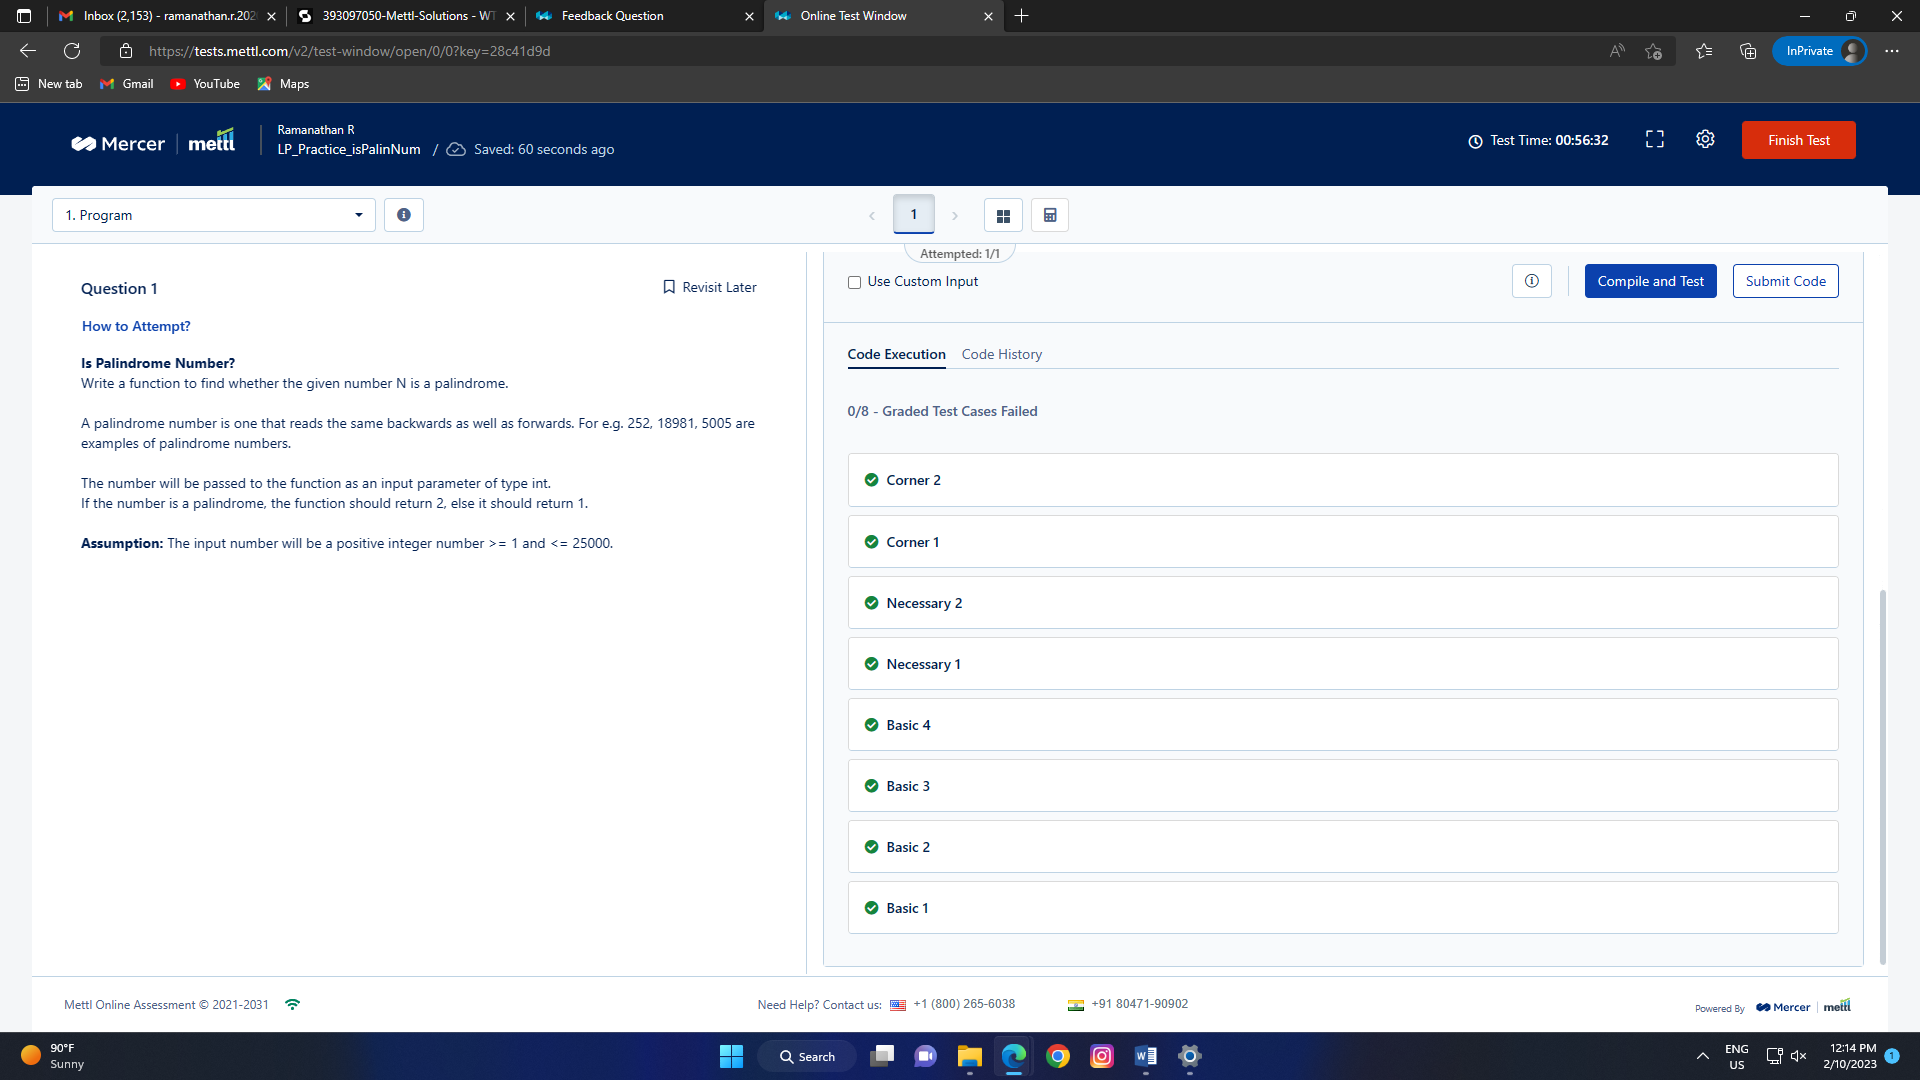 Inbox (2,153) - ramanathan.r.202
393097050-Mettl-Solutions - WT
Feedback Question
Online Test Window
https://tests.mettl.com/v2/test-window/open/0/0?key=28c41d9d
InPrivate
New tab
Gmail
YouTube
Maps
Mercer | mettl
Ramanathan R
LP_Practice_isPalinNum / Saved: 60 seconds ago
Test Time: 00:56:32
Finish Test
1. Program
1
Attempted: 1/1
Question 1
Revisit Later
How to Attempt?
Is Palindrome Number?
Write a function to find whether the given number N is a palindrome.
A palindrome number is one that reads the same backwards as well as forwards. For e.g. 252, 18981, 5005 are
examples of palindrome numbers.
The number will be passed to the function as an input parameter of type int.
If the number is a palindrome, the function should return 2, else it should return 1.
Assumption: The input number will be a positive integer number >= 1 and <= 25000.
Use Custom Input
Compile and Test
Submit Code
Code Execution
Code History
0/8 - Graded Test Cases Failed
Corner 2
Corner 1
Necessary 2
Necessary 1
Basic 4
Basic 3
Basic 2
Basic 1
Mettl Online Assessment © 2021-2031
Need Help? Contact us: +1 (800) 265-6038
+91 80471-90902
Powered By Mercer | mettl
90°F
Sunny
Search
ENG
US
12:14 PM
2/10/2023
1